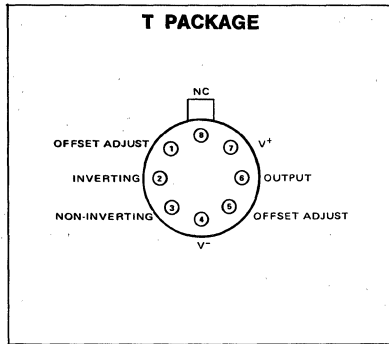 T PACKAGE
NC
8
OFFSET ADJUST 1 7 V+
INVERTING 2 6 OUTPUT
NON-INVERTING 3 5 OFFSET ADJUST
4
V-